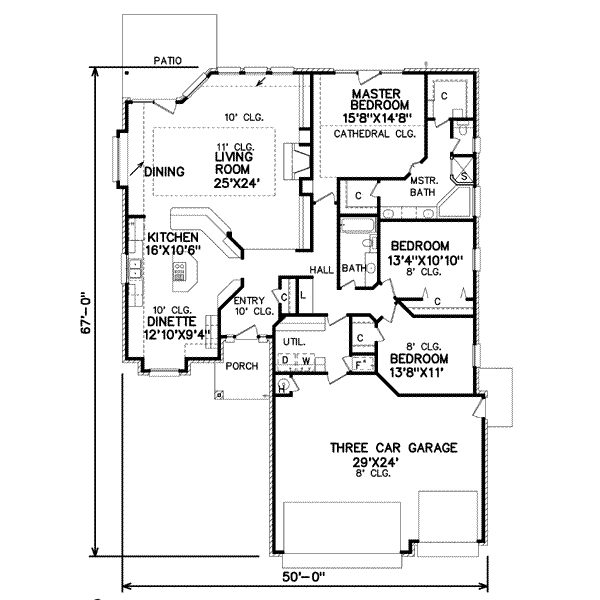 PATIO
MASTER
BEDROOM
15'8"X14'8"
CATHEDRAL CLG.
C
10' CLG.
11' CLG.
LIVING
ROOM
25'X24'
DINING
S
MSTR.
BATH
C
KITCHEN
16'X10'6"
BEDROOM
13'4"X10'10"
8' CLG.
HALL
BATH
C
L
C
ENTRY
10' CLG.
10' CLG.
DINETTE
12'10"X9'4"
67'-0"
UTIL.
C
8' CLG.
BEDROOM
13'8"X11'
PORCH
D
W
F
H
THREE CAR GARAGE
29'X24'
8' CLG.
50'-0"